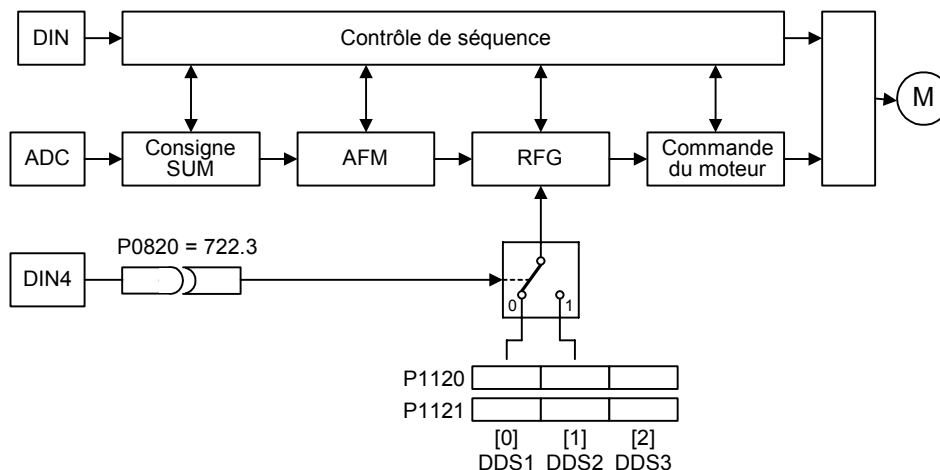 DIN
Contrôle de séquence
M
ADC
Consigne
SUM
AFM
RFG
Commande
du moteur
P0820 = 722.3
DIN4
0
1
P1120
P1121
[0] [1] [2]
DDS1 DDS2 DDS3